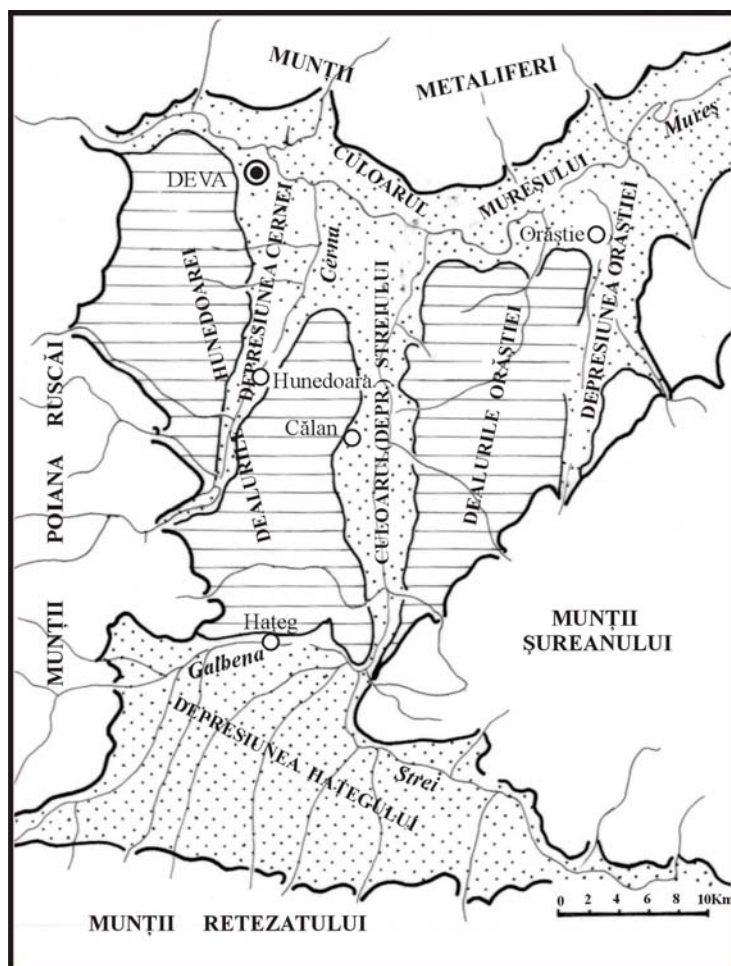 MUNȚII
METALIFERI
Mureș
CULOARUL
MUREȘULUI
DEVA
Orăștie
DEPRESIUNEA CERNEI
Cerna
HUNEDOAREI
DEALURILE
DEPRESIUNEA ORĂȘTIEI
CULOARUL (DEPR.) STREIULUI
DEALURILE ORĂȘTIEI
Hunedoara
Călan
MUNȚII
POIANA
RUSCĂI
MUNȚII
ȘUREANULUI
Hațeg
Galbena
DEPRESIUNEA HAȚEGULUI
Strei
0 2 4 6 8 10Km
MUNȚII RETEZATULUI